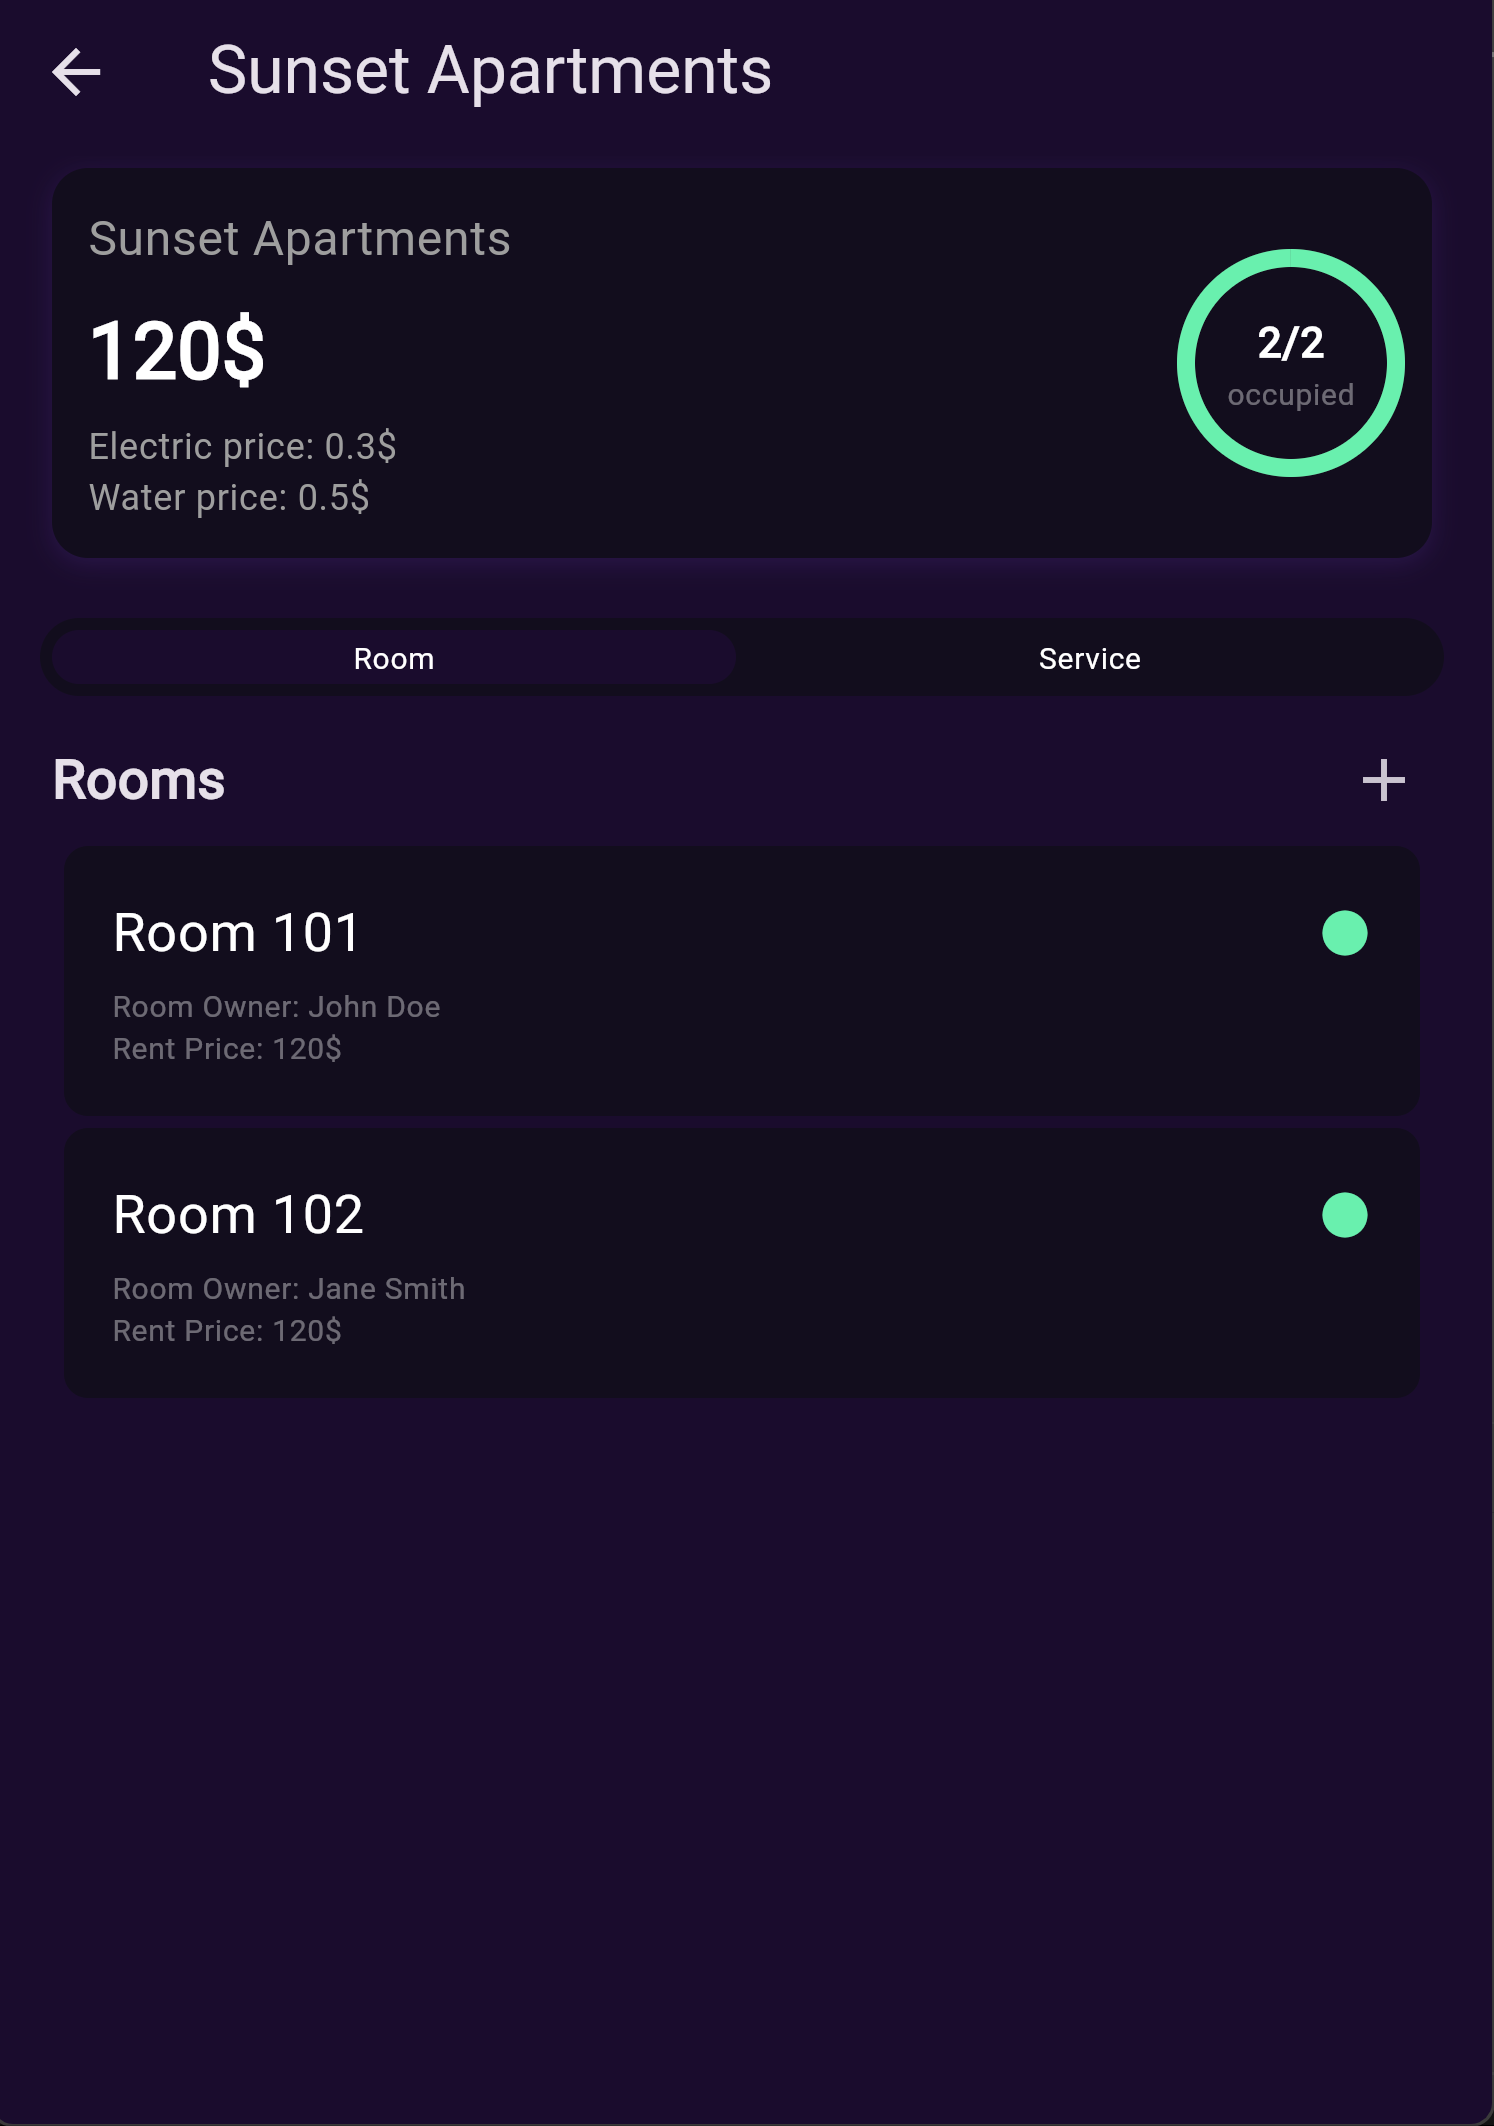 Sunset Apartments
Sunset Apartments
120$
Electric price: 0.3$
Water price: 0.5$
2/2
occupied
Room
Service
Rooms
Room 101
Room Owner: John Doe
Rent Price: 120$
Room 102
Room Owner: Jane Smith
Rent Price: 120$